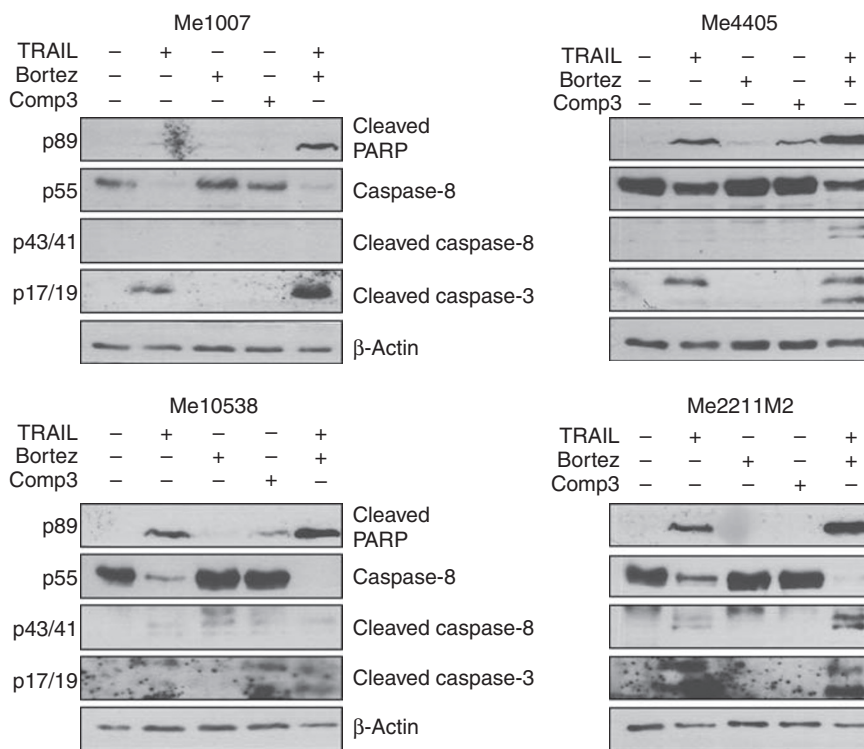 Me1007
TRAIL – + – – +
Bortez – – + – +
Comp3 – – – + –
p89 Cleaved PARP
p55 Caspase-8
p43/41 Cleaved caspase-8
p17/19 Cleaved caspase-3
β-Actin
Me4405
TRAIL – + – – +
Bortez – – + – +
Comp3 – – – + –
Me10538
TRAIL – + – – +
Bortez – – + – +
Comp3 – – – + –
p89 Cleaved PARP
p55 Caspase-8
p43/41 Cleaved caspase-8
p17/19 Cleaved caspase-3
β-Actin
Me2211M2
TRAIL – + – – +
Bortez – – + – +
Comp3 – – – + –